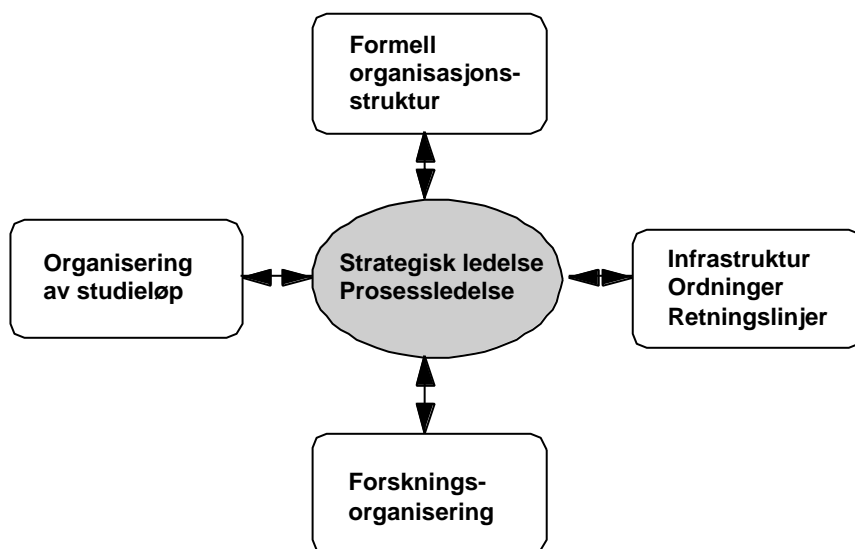 Formell
organisasjons-
struktur
Organisering
av studieløp
Strategisk ledelse
Prosessledelse
Infrastruktur
Ordninger
Retningslinjer
Forsknings-
organisering